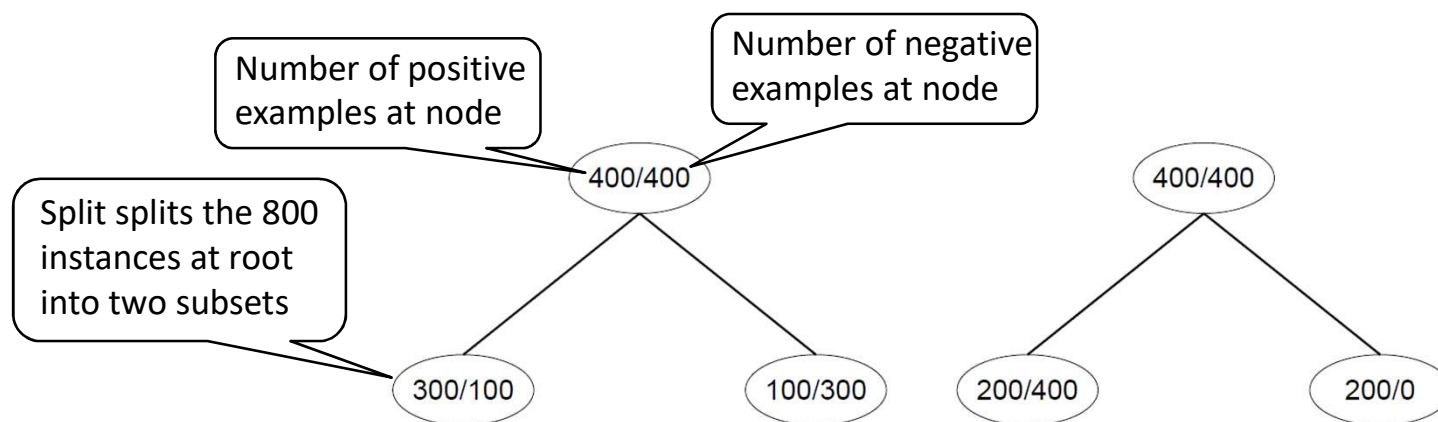 Number of positive
examples at node
Number of negative
examples at node
400/400
400/400
Split splits the 800
instances at root
into two subsets
300/100
100/300
200/400
200/0